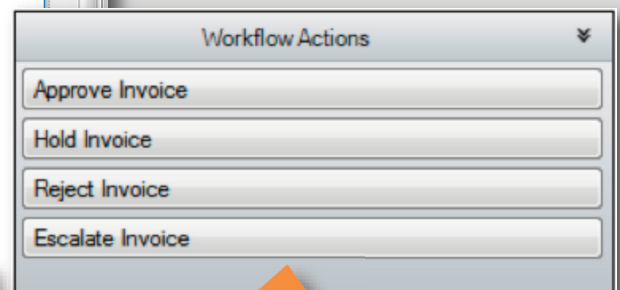 Workflow Actions
Approve Invoice
Hold Invoice
Reject Invoice
Escalate Invoice